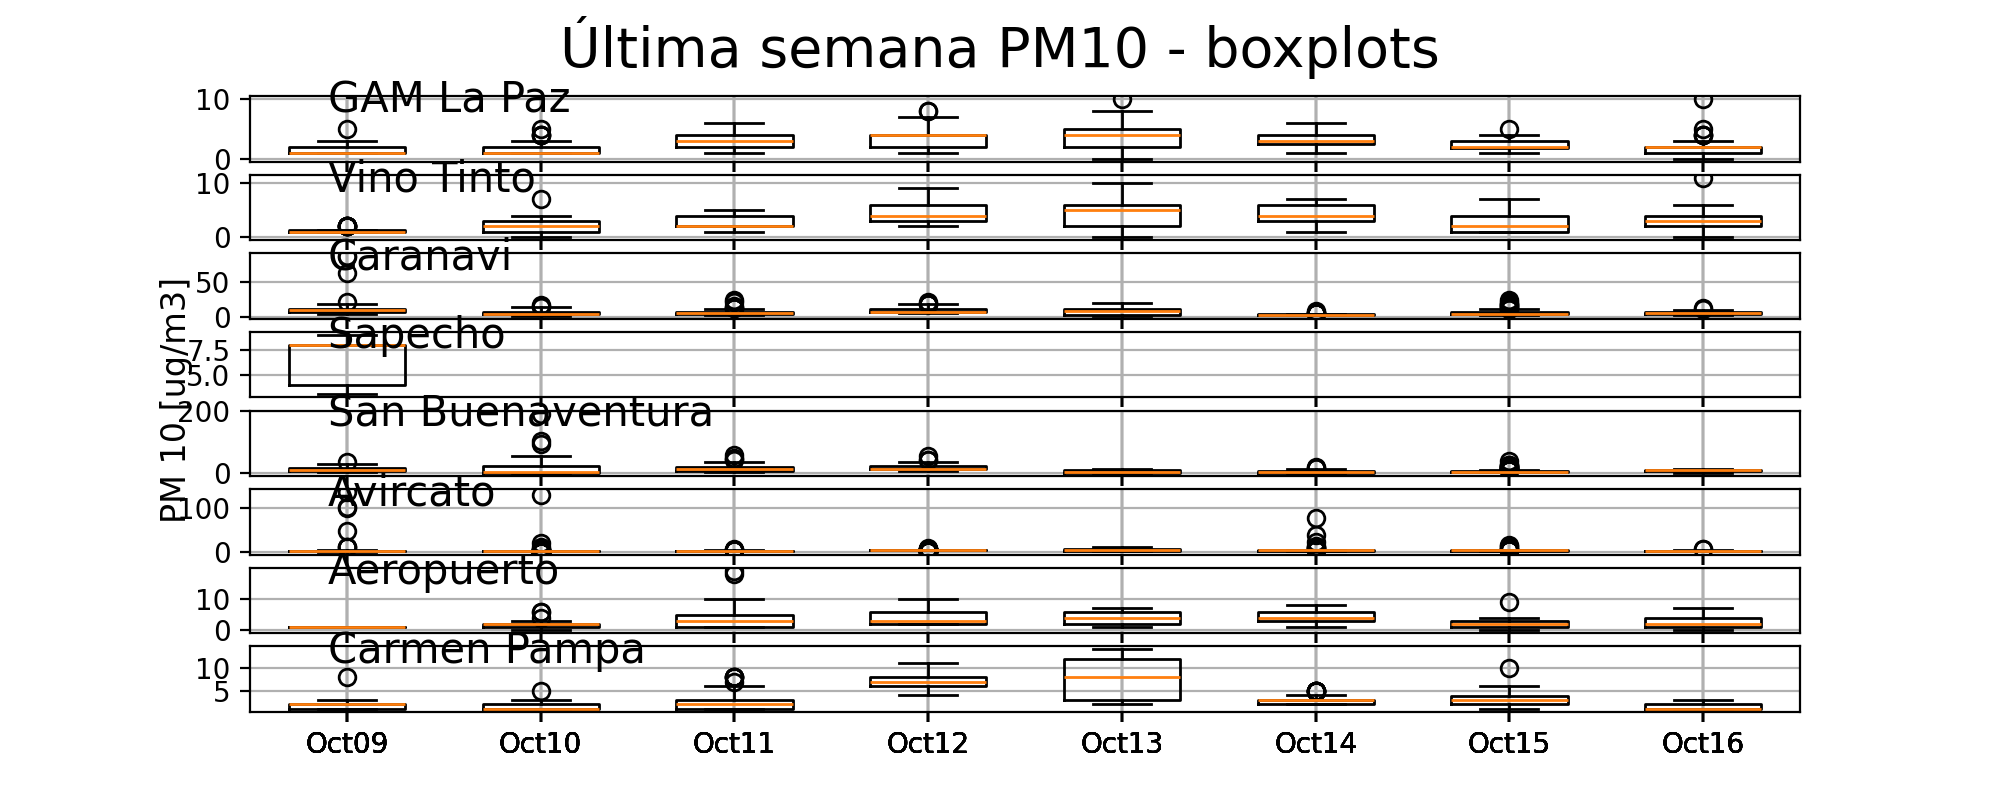 Última semana PM10 - boxplots
PM 10 [ug/m3]
GAM La Paz
10
0
Vino Tinto
10
0
Caranavi
50
0
Sapecho
7.5
5.0
San Buenaventura
200
0
Avircato
100
0
Aeropuerto
10
0
Carmen Pampa
10
5
Oct09 Oct10 Oct11 Oct12 Oct13 Oct14 Oct15 Oct16